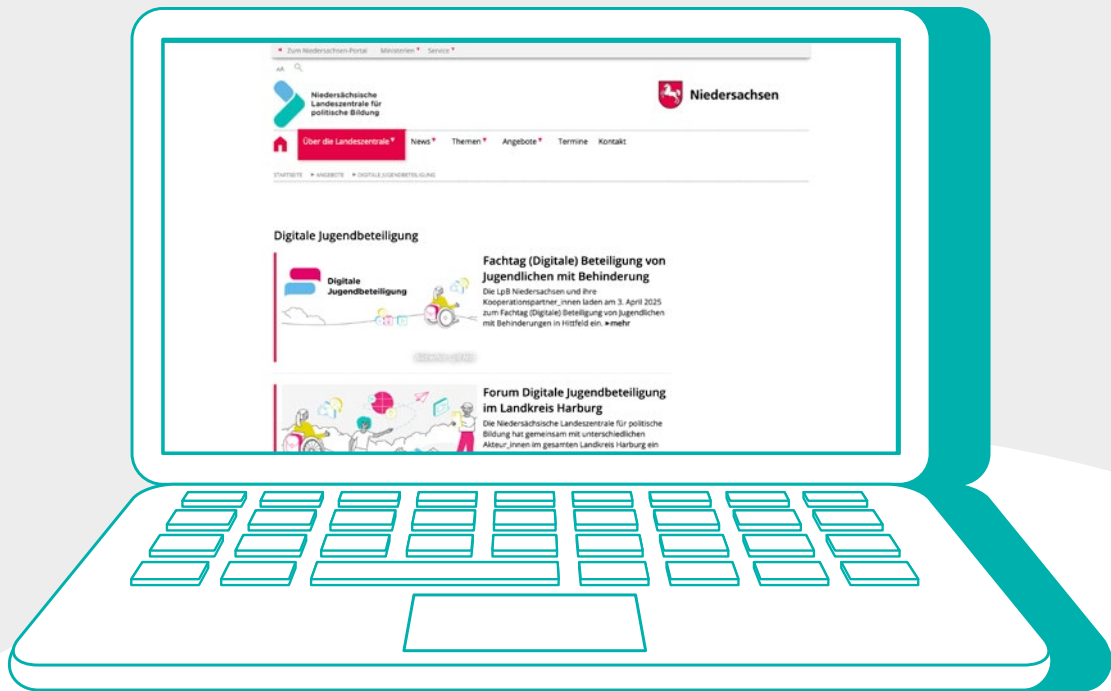 Zum Niedersachsen-Portal Ministerien Service
AA
Niedersächsische
Landeszentrale für
politische Bildung
Niedersachsen
Über die Landeszentrale News Themen Angebote Termine Kontakt
STARTSEITE ANGEBOTE DIGITALE JUGENDBETEILIGUNG
Digitale Jugendbeteiligung
Digitale
Jugendbeteiligung
Fachtag (Digitale) Beteiligung von
Jugendlichen mit Behinderung
Die LpB Niedersachsen und ihre
Kooperationspartner_innen laden am 3. April 2025
zum Fachtag (Digitale) Beteiligung von Jugendlichen
mit Behinderungen in Hittfeld ein. ►mehr
Forum Digitale Jugendbeteiligung
im Landkreis Harburg
Die Niedersächsische Landeszentrale für politische
Bildung hat gemeinsam mit unterschiedlichen
Akteur_innen im gesamten Landkreis Harburg ein